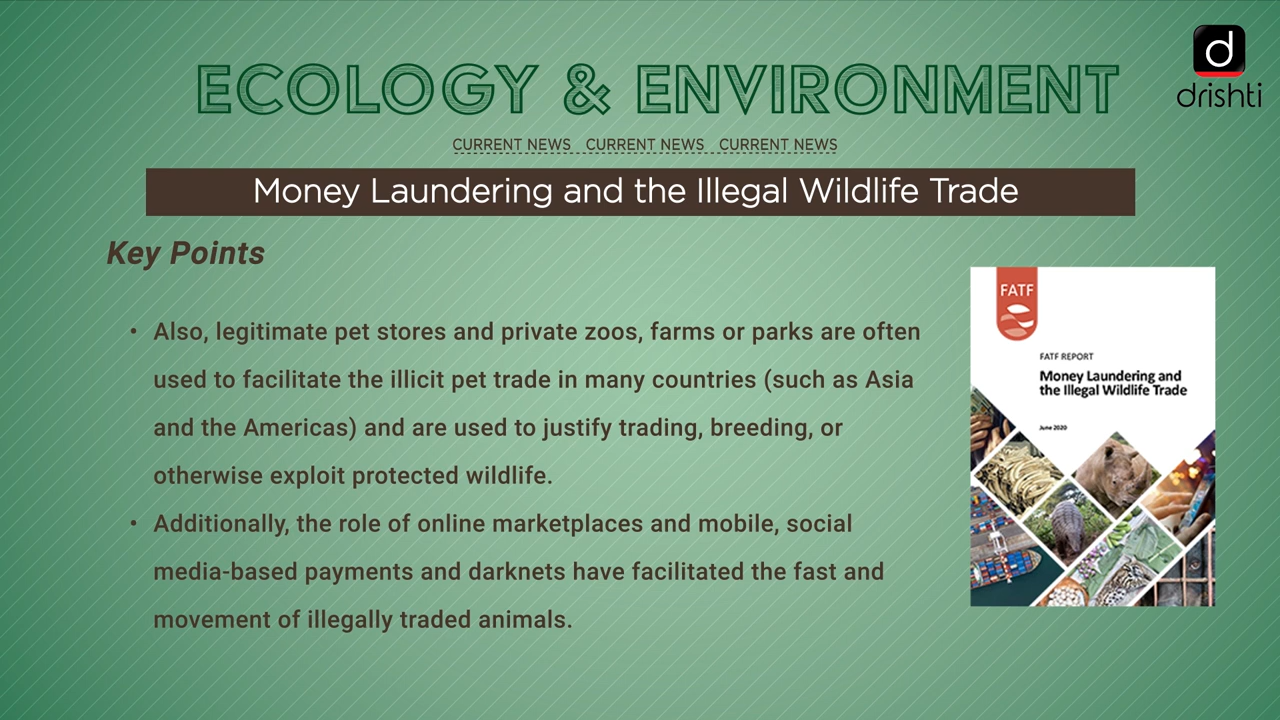 ECOLOGY & ENVIRONMENT
d
drishti
CURRENT NEWS CURRENT NEWS CURRENT NEWS
Money Laundering and the Illegal Wildlife Trade
Key Points
• Also, legitimate pet stores and private zoos, farms or parks are often
used to facilitate the illicit pet trade in many countries (such as Asia
and the Americas) and are used to justify trading, breeding, or
otherwise exploit protected wildlife.
• Additionally, the role of online marketplaces and mobile, social
media-based payments and darknets have facilitated the fast and
movement of illegally traded animals.
FATF
FATF REPORT
Money Laundering and
the Illegal Wildlife Trade
June 2020